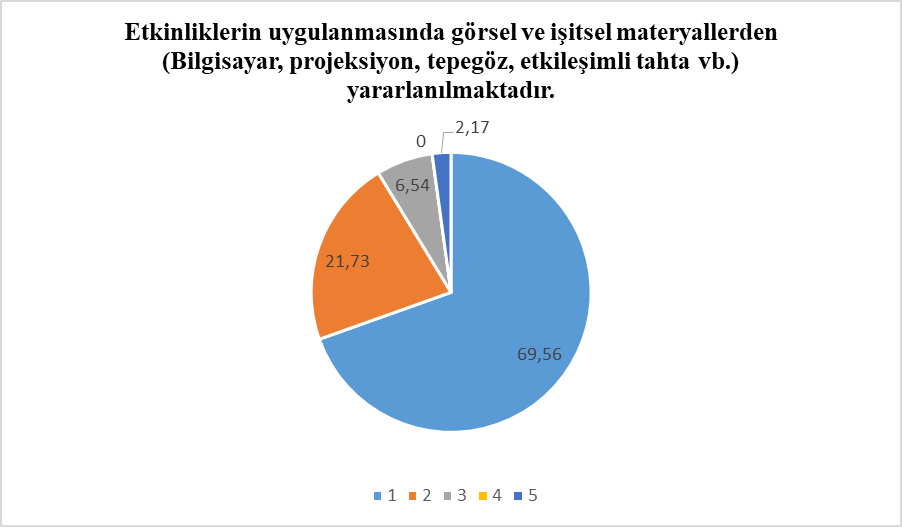 Etkinliklerin uygulanmasında görsel ve işitsel materyallerden
(Bilgisayar, projeksiyon, tepegöz, etkileşimli tahta vb.)
yararlanılmaktadır.
0
2,17
6,54
21,73
69,56
1 2 3 4 5